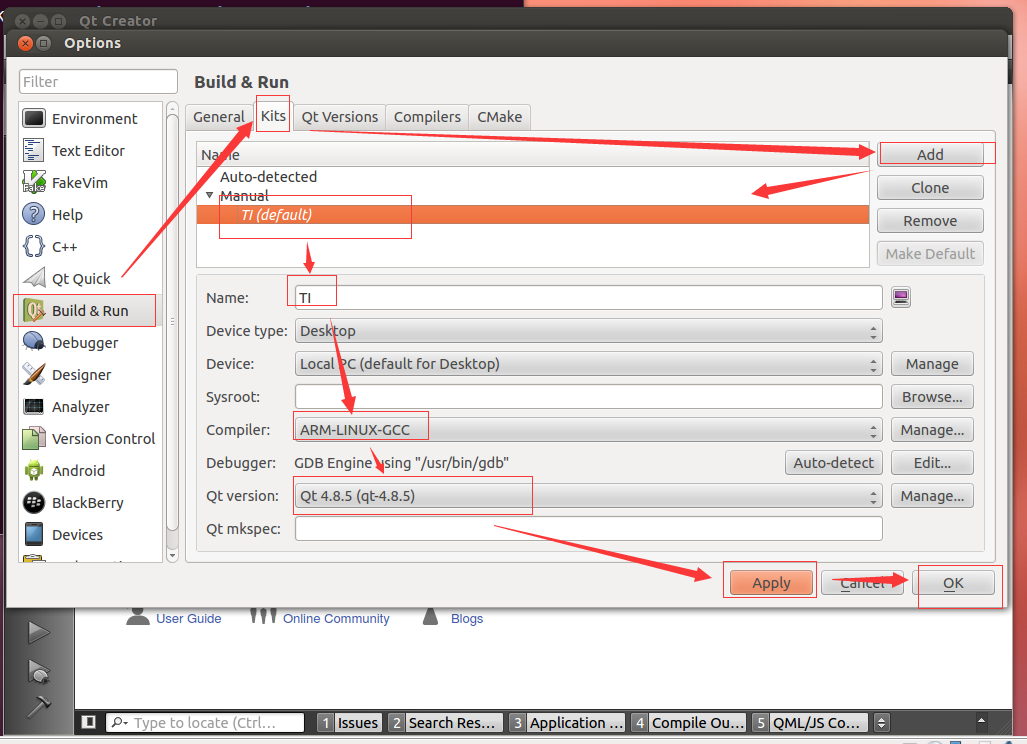 Qt Creator
Options
Filter
Environment
Text Editor
FakeVim
Help
C++
Qt Quick
Build & Run
Debugger
Designer
Analyzer
Version Control
Android
BlackBerry
Devices
Build & Run
General Kits Qt Versions Compilers CMake
Name
Auto-detected
Manual
TI (default)
Add
Clone
Remove
Make Default
Name: TI
Device type: Desktop
Device: Local PC (default for Desktop) Manage
Sysroot: Browse...
Compiler: ARM-LINUX-GCC Manage...
Debugger: GDB Engine using "/usr/bin/gdb" Auto-detect Edit...
Qt version: Qt 4.8.5 (qt-4.8.5) Manage...
Qt mkspec:
Apply Cancel OK
User Guide Online Community Blogs
Type to locate (Ctrl... 1 Issues 2 Search Res... 3 Application ... 4 Compile Ou... 5 QML/JS Co...